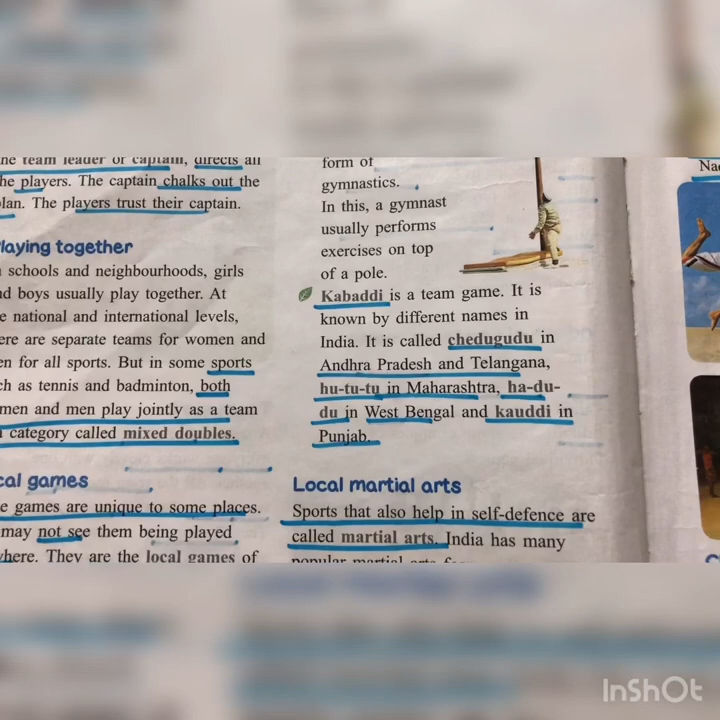 the team leader or captain, directs all
the players. The captain chalks out the
plan. The players trust their captain.
laying together
schools and neighbourhoods, girls
nd boys usually play together. At
e national and international levels,
ere are separate teams for women and
en for all sports. But in some sports
ch as tennis and badminton, both
men and men play jointly as a team
a category called mixed doubles.
cal games
e games are unique to some places.
may not see them being played
where. They are the local games of
form of
gymnastics.
In this, a gymnast
usually performs
exercises on top
of a pole.
Kabaddi is a team game. It is
known by different names in
India. It is called chedugudu in
Andhra Pradesh and Telangana,
hu-tu-tu in Maharashtra, ha-du-
du in West Bengal and kauddi in
Punjab.
Local martial arts
Sports that also help in self-defence are
called martial arts. India has many
popular martial arts
Na
InShOt